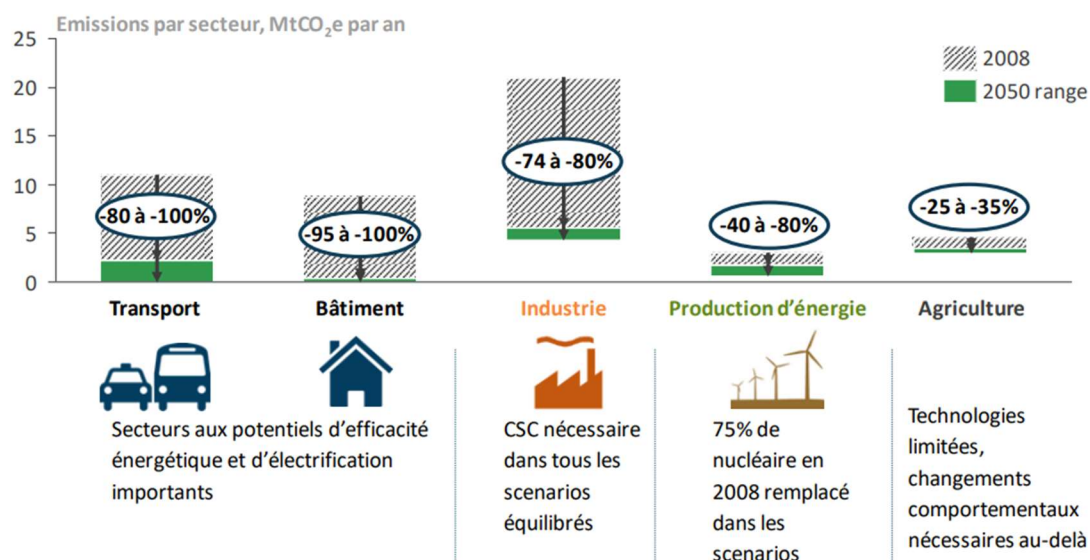 Emissions par secteur, MtCO₂e par an
25
20
15
10
5
0
2008
2050 range
-80 à -100%
-95 à -100%
-74 à -80%
-40 à -80%
-25 à -35%
Transport
Bâtiment
Industrie
Production d’énergie
Agriculture
Secteurs aux potentiels d’efficacité
énergétique et d’électrification
importants
CSC nécessaire
dans tous les
scenarios
équilibrés
75% de
nucléaire en
2008 remplacé
dans les
scenarios
Technologies
limitées,
changements
comportementaux
nécessaires au-delà